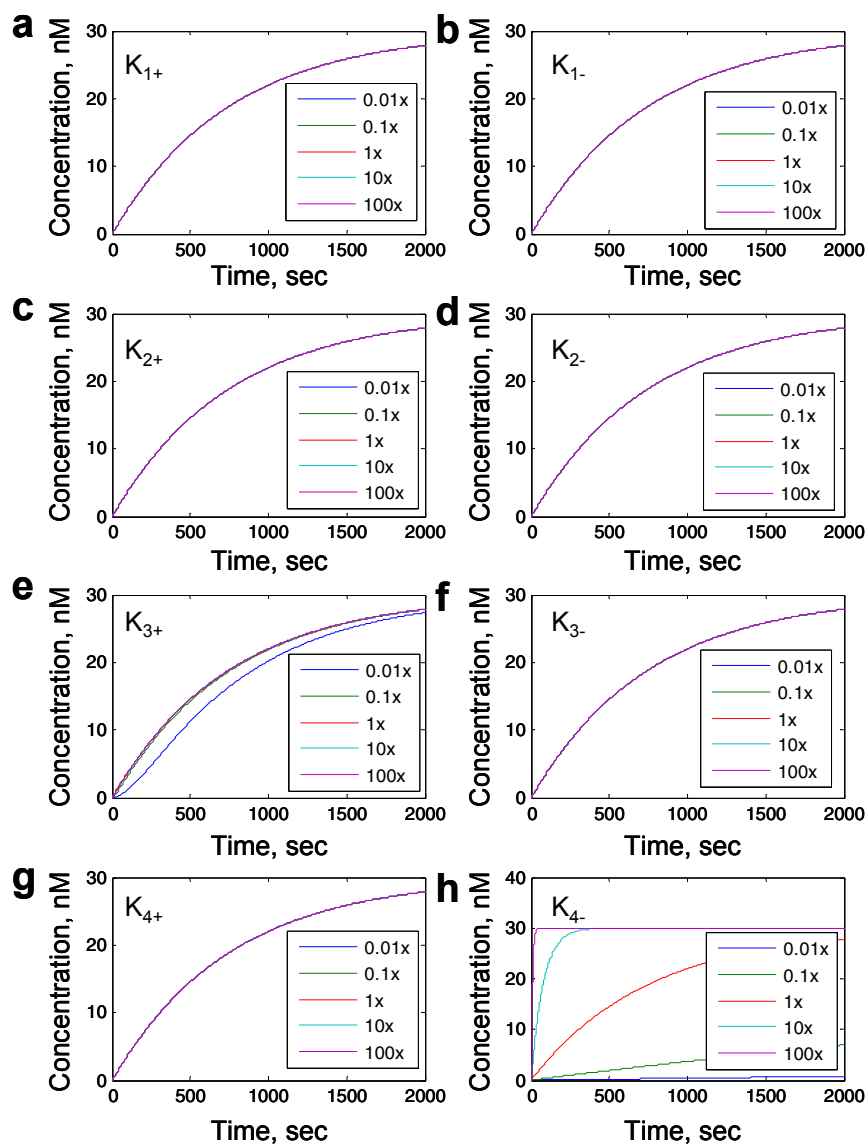 a
Concentration, nM
30
20
10
0
K1+
0.01x
0.1x
1x
10x
100x
0 500 1000 1500 2000
Time, sec
b
Concentration, nM
30
20
10
0
K1-
0.01x
0.1x
1x
10x
100x
0 500 1000 1500 2000
Time, sec
c
Concentration, nM
30
20
10
0
K2+
0.01x
0.1x
1x
10x
100x
0 500 1000 1500 2000
Time, sec
d
Concentration, nM
30
20
10
0
K2-
0.01x
0.1x
1x
10x
100x
0 500 1000 1500 2000
Time, sec
e
Concentration, nM
30
20
10
0
K3+
0.01x
0.1x
1x
10x
100x
0 500 1000 1500 2000
Time, sec
f
Concentration, nM
30
20
10
0
K3-
0.01x
0.1x
1x
10x
100x
0 500 1000 1500 2000
Time, sec
g
Concentration, nM
30
20
10
0
K4+
0.01x
0.1x
1x
10x
100x
0 500 1000 1500 2000
Time, sec
h
Concentration, nM
40
30
20
10
0
K4-
0.01x
0.1x
1x
10x
100x
0 500 1000 1500 2000
Time, sec